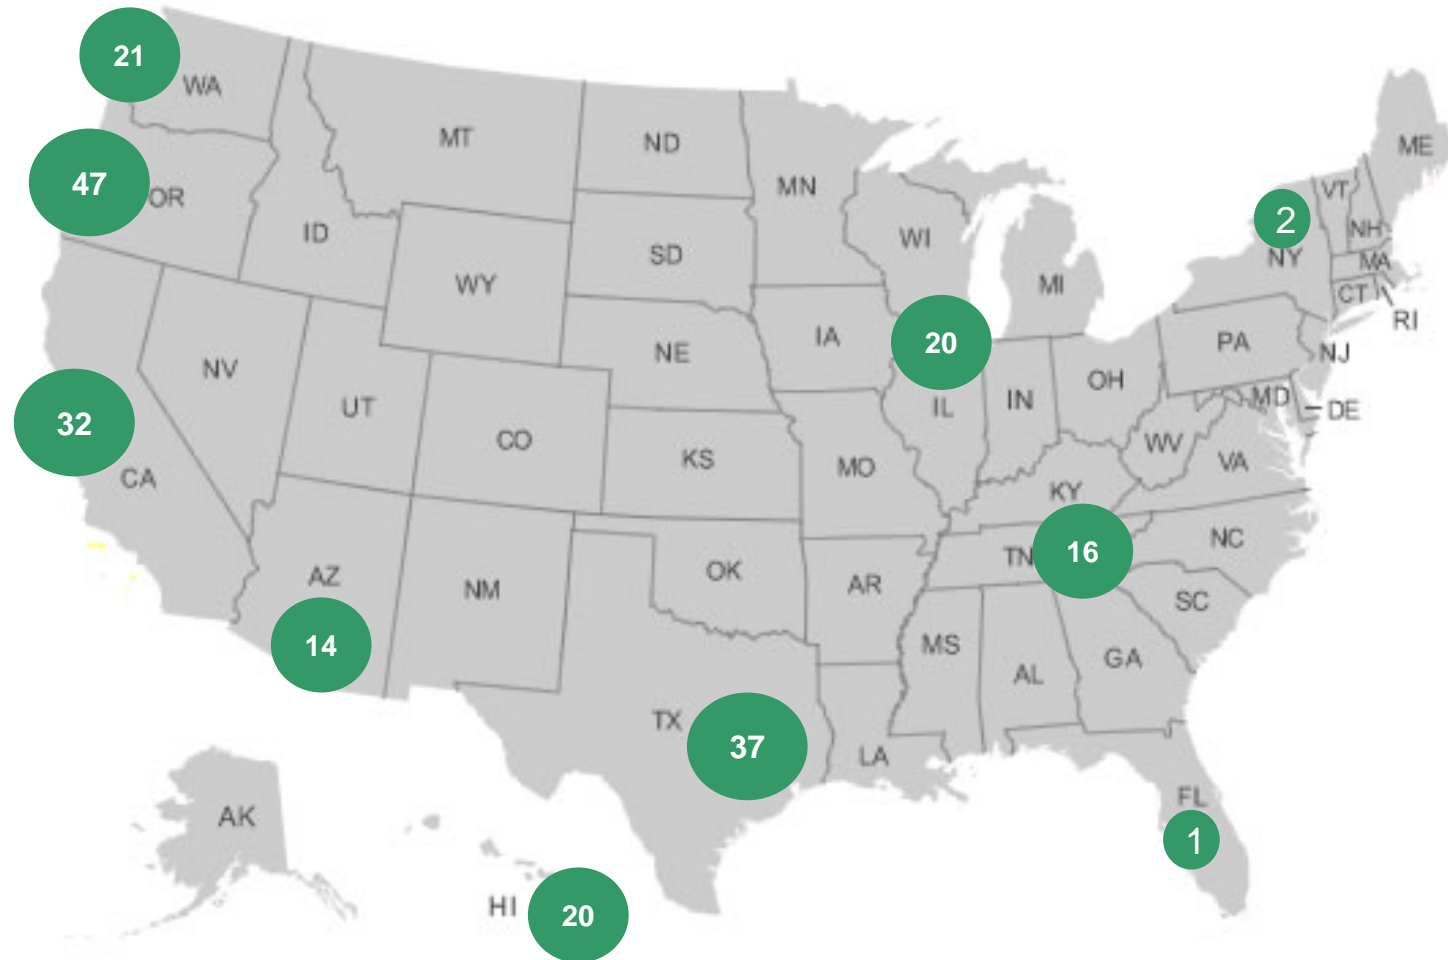 21
WA
47
OR
MT
ND
MN
ME
VT
NH
2
NY
MA
CT
RI
ID
WY
SD
WI
MI
NV
UT
CO
NE
IA
20
IL
IN
OH
PA
NJ
MD
DE
32
CA
KS
MO
WV
VA
KY
AZ
14
NM
OK
AR
TN
16
NC
SC
MS
AL
GA
TX
37
LA
FL
1
AK
HI
20